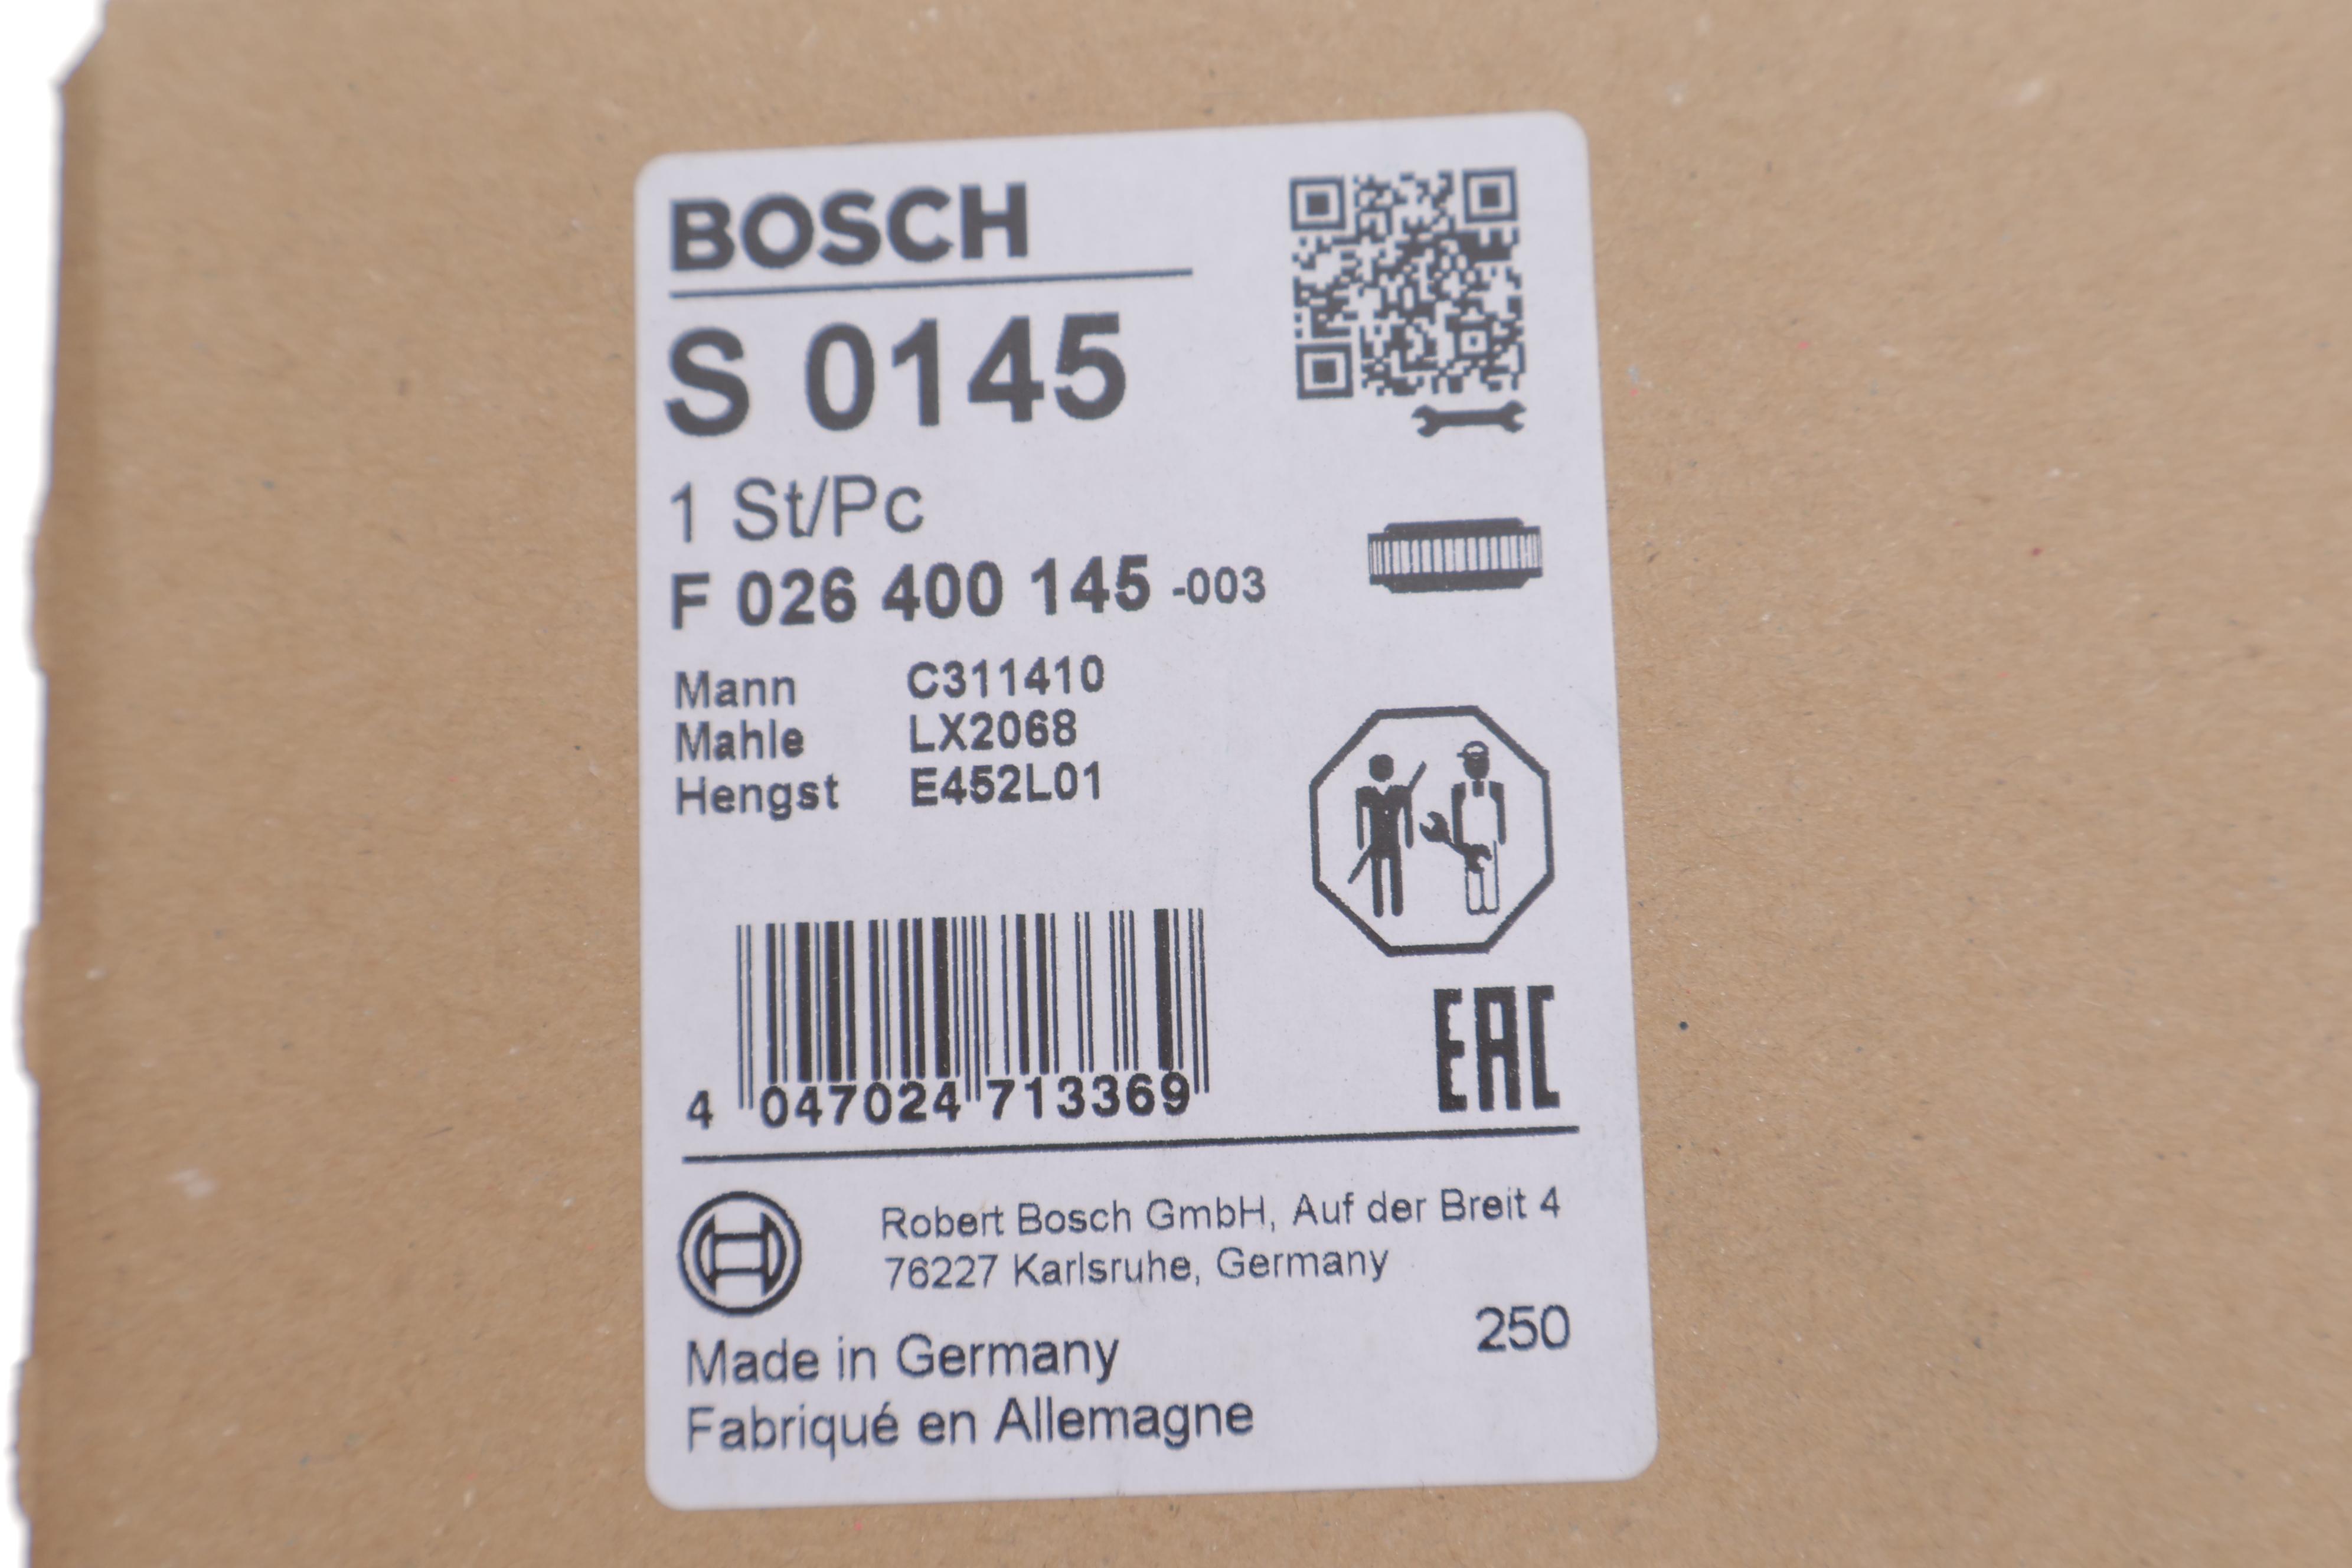 BOSCH
S 0145
1 St/Pc
F 026 400 145 -003
Mann C311410
Mahle LX2068
Hengst E452L01
4 047024 713369
EAC
Robert Bosch GmbH, Auf der Breit 4
76227 Karlsruhe, Germany
250
Made in Germany
Fabriqué en Allemagne